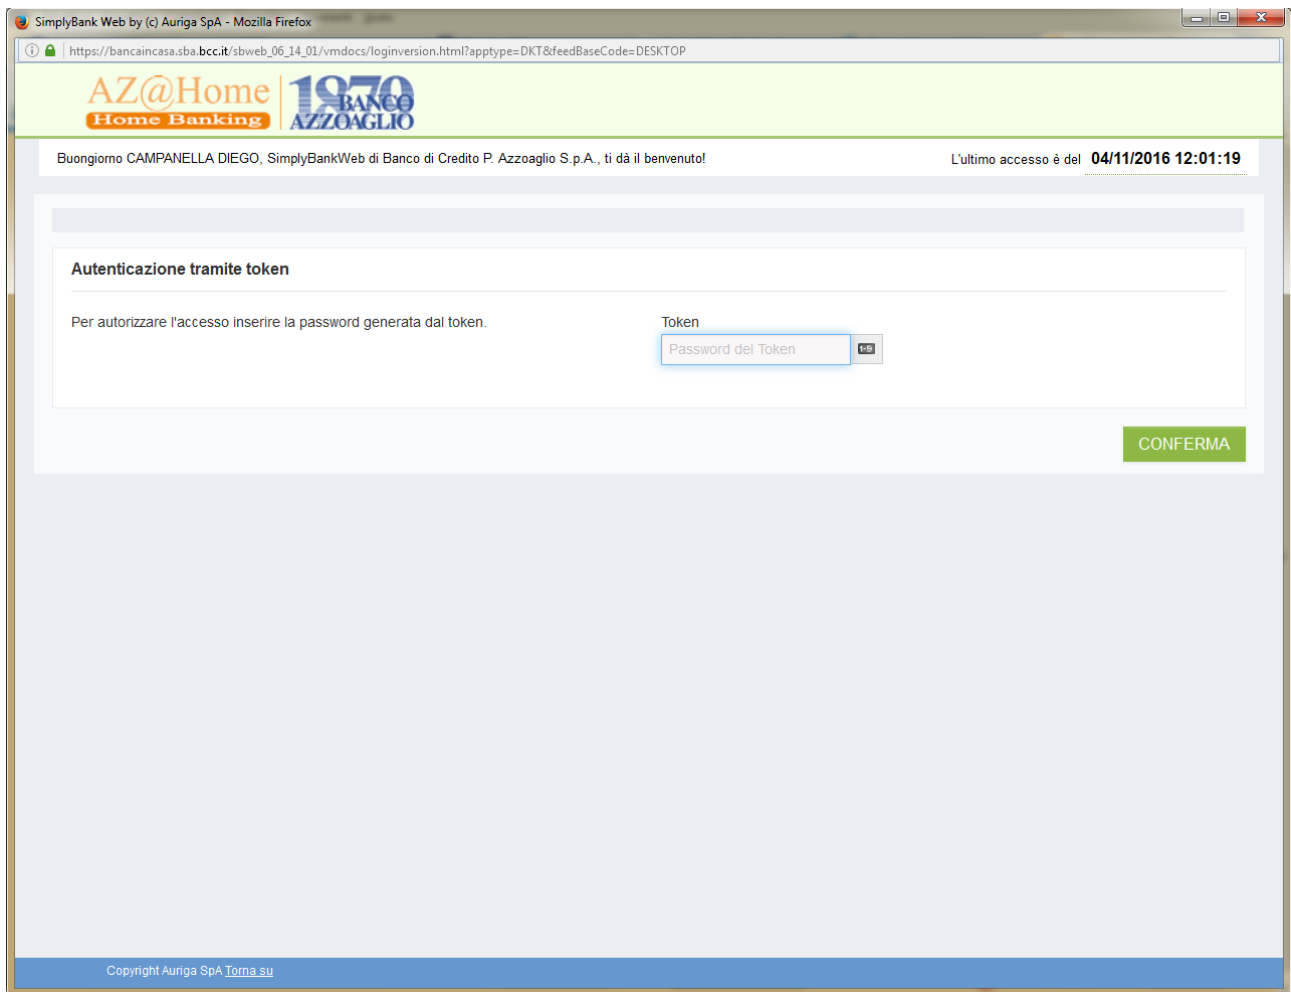 SimplyBank Web by (c) Auriga SpA - Mozilla Firefox
https://bancaincasa.sba.bcc.it/sbweb_06_14_01/vmdocs/loginversion.html?apptype=DKT&feedBaseCode=DESKTOP
AZ@Home
Home Banking
1870
BANCO
AZZOAGLIO
Buongiorno CAMPANELLA DIEGO, SimplyBankWeb di Banco di Credito P. Azzoaglio S.p.A., ti dà il benvenuto!
L'ultimo accesso è del 04/11/2016 12:01:19
Autenticazione tramite token
Per autorizzare l'accesso inserire la password generata dal token.
Token
Password del Token
CONFERMA
Copyright Auriga SpA Torna su